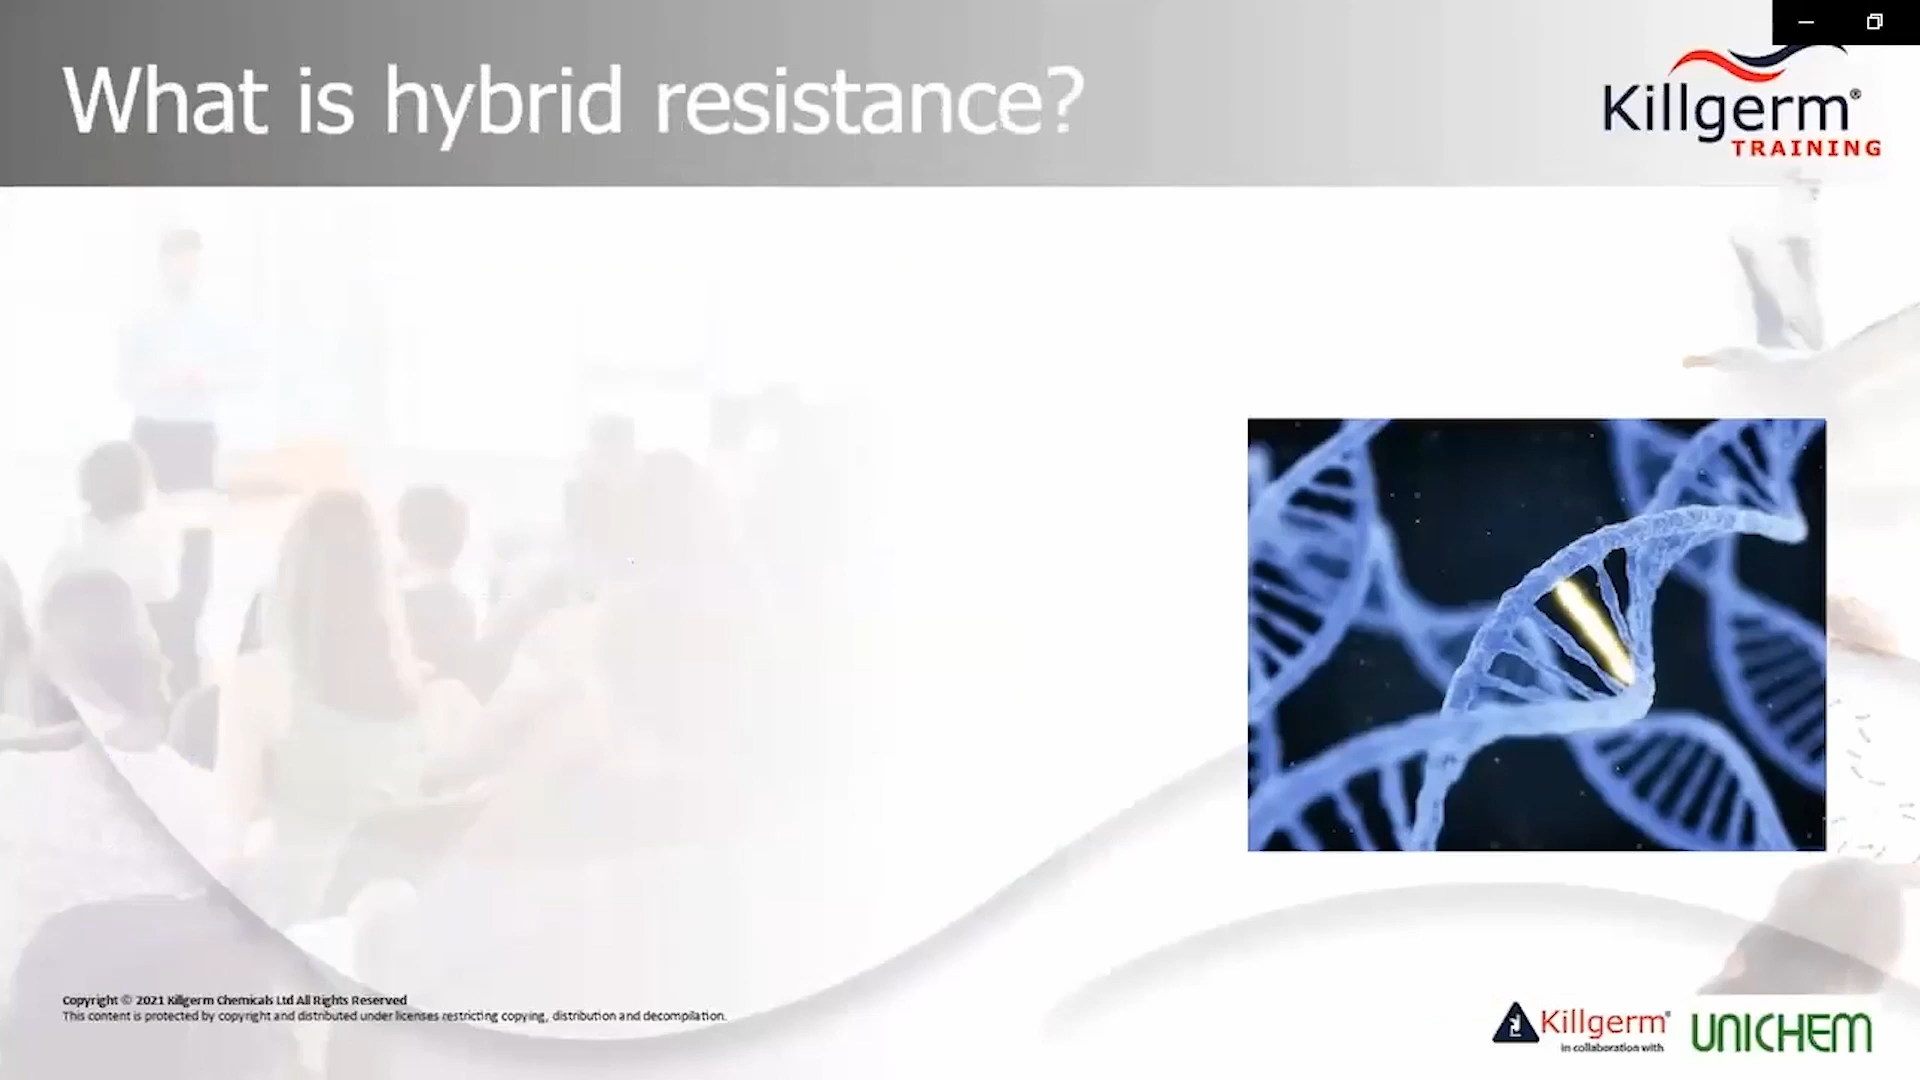 What is hybrid resistance?
Killgerm®
TRAINING
Copyright © 2021 Killgerm Chemicals Ltd All Rights Reserved
This content is protected by copyright and distributed under licenses restricting copying, distribution and decompilation.
Killgerm®
in collaboration with
UNICHEM